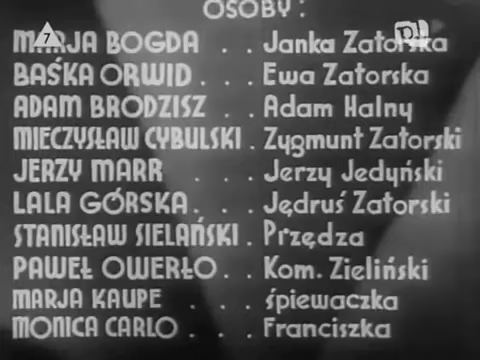 OSOBY:
MARJA BOGDA . . Janka Zatorska
BAŚKA ORWID . . . Ewa Zatorska
ADAM BRODZISZ . . Adam Halny
MIECZYSŁAW CYBULSKI . Zygmunt Zatorski
JERZY MARR . . . Jerzy Jedyński
LALA GÓRSKA . . . Jędruś Zatorski
STANISŁAW SIELAŃSKI . Przędza
PAWEŁ OWERŁO . . Kom. Zieliński
MARJA KAUPE . . . śpiewaczka
MONICA CARLO . . . Franciszka
7